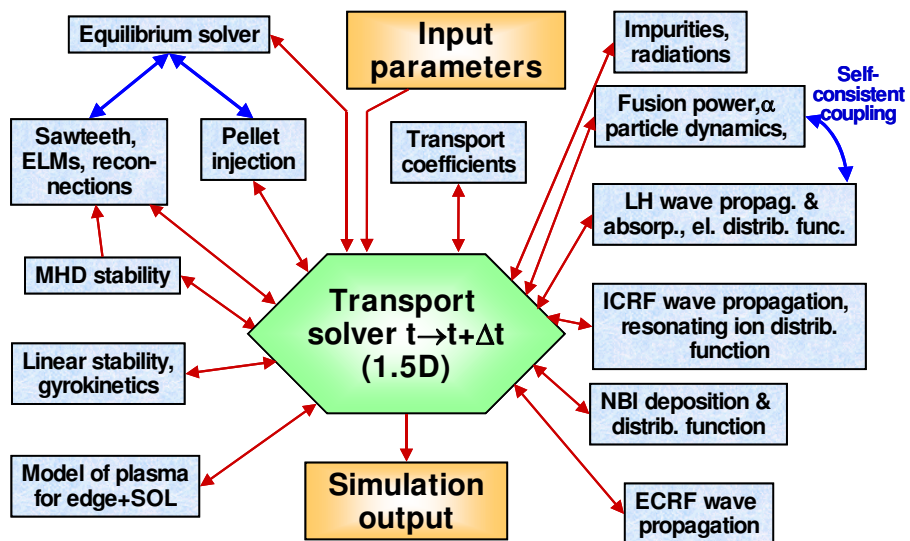 Equilibrium solver
Input
parameters
Impurities,
radiations
Self-
consistent
coupling
Fusion power,α
particle dynamics,
Sawteeth,
ELMs, recon-
nections
Pellet
injection
Transport
coefficients
LH wave propag. &
absorp., el. distrib. func.
MHD stability
Transport
solver t→t+Δt
(1.5D)
ICRF wave propagation,
resonating ion distrib.
function
Linear stability,
gyrokinetics
NBI deposition &
distrib. function
Model of plasma
for edge+SOL
Simulation
output
ECRF wave
propagation